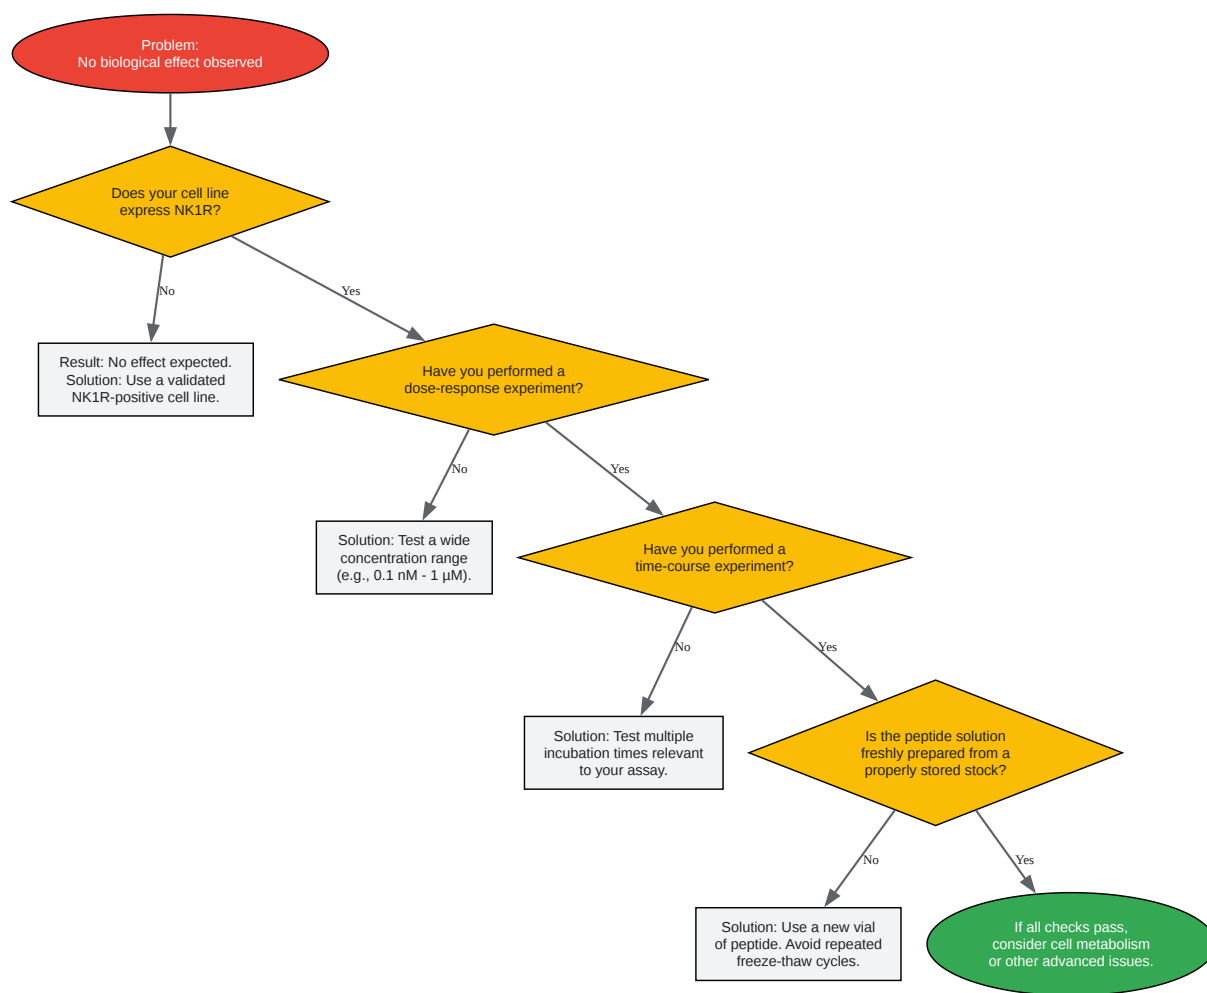 Problem:
No biological effect observed
Does your cell line
express NK1R?
No
Yes
Result: No effect expected.
Solution: Use a validated
NK1R-positive cell line.
Have you performed a
dose-response experiment?
No
Yes
Solution: Test a wide
concentration range
(e.g., 0.1 nM - 1 µM).
Have you performed a
time-course experiment?
No
Yes
Solution: Test multiple
incubation times relevant
to your assay.
Is the peptide solution
freshly prepared from a
properly stored stock?
No
Yes
Solution: Use a new vial
of peptide. Avoid repeated
freeze-thaw cycles.
If all checks pass,
consider cell metabolism
or other advanced issues.